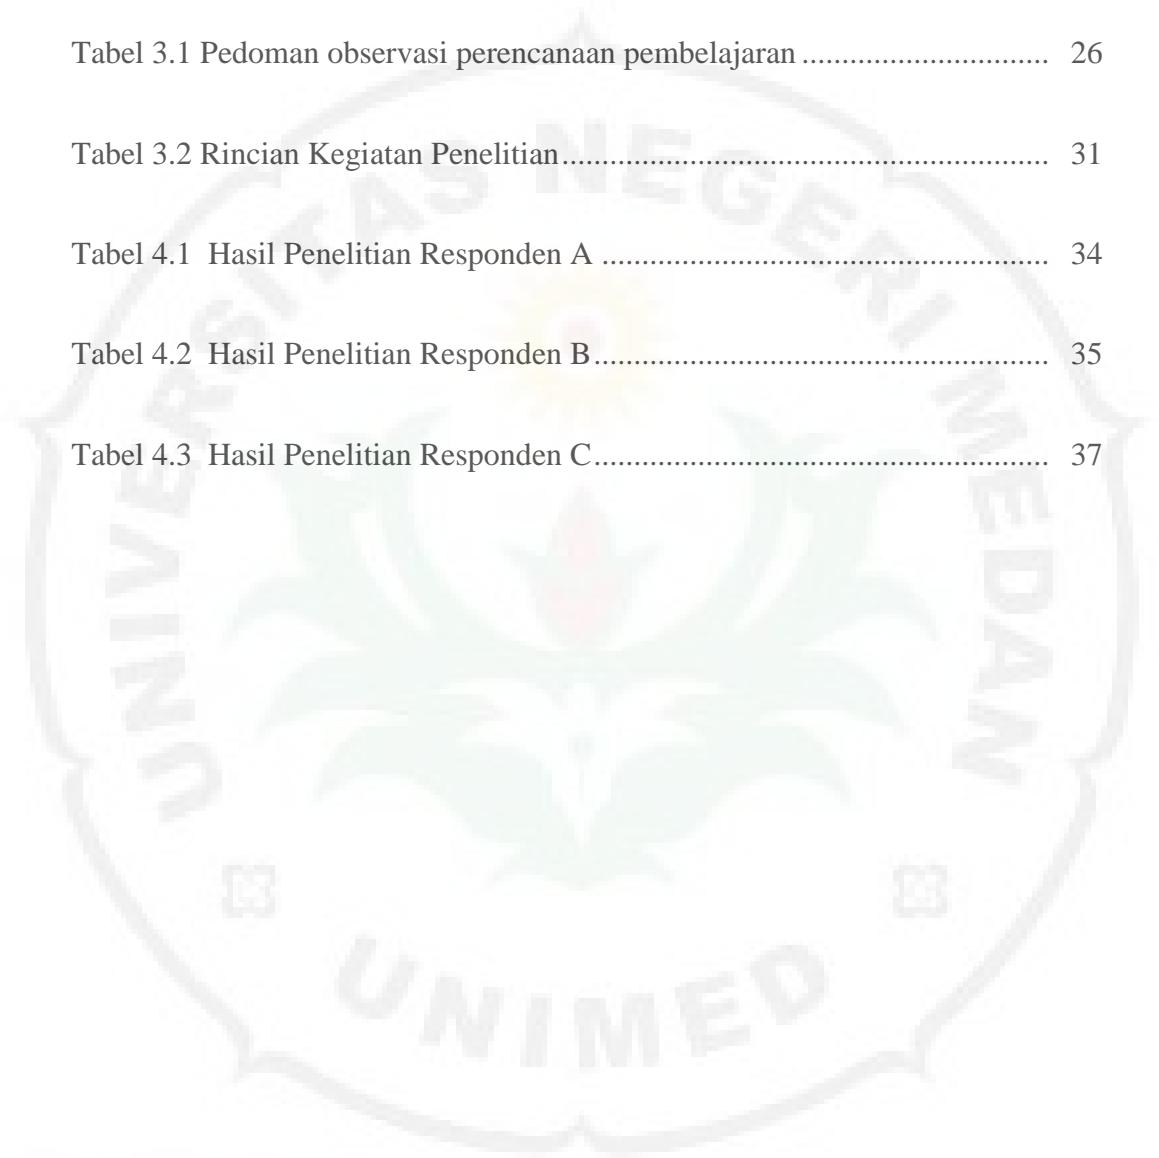 Tabel 3.1 Pedoman observasi perencanaan pembelajaran ............................... 26
Tabel 3.2 Rincian Kegiatan Penelitian............................................................. 31
Tabel 4.1  Hasil Penelitian Responden A ........................................................ 34
Tabel 4.2  Hasil Penelitian Responden B......................................................... 35
Tabel 4.3  Hasil Penelitian Responden C......................................................... 37
UNIVERSITAS NEGERI MEDAN
UNIMED